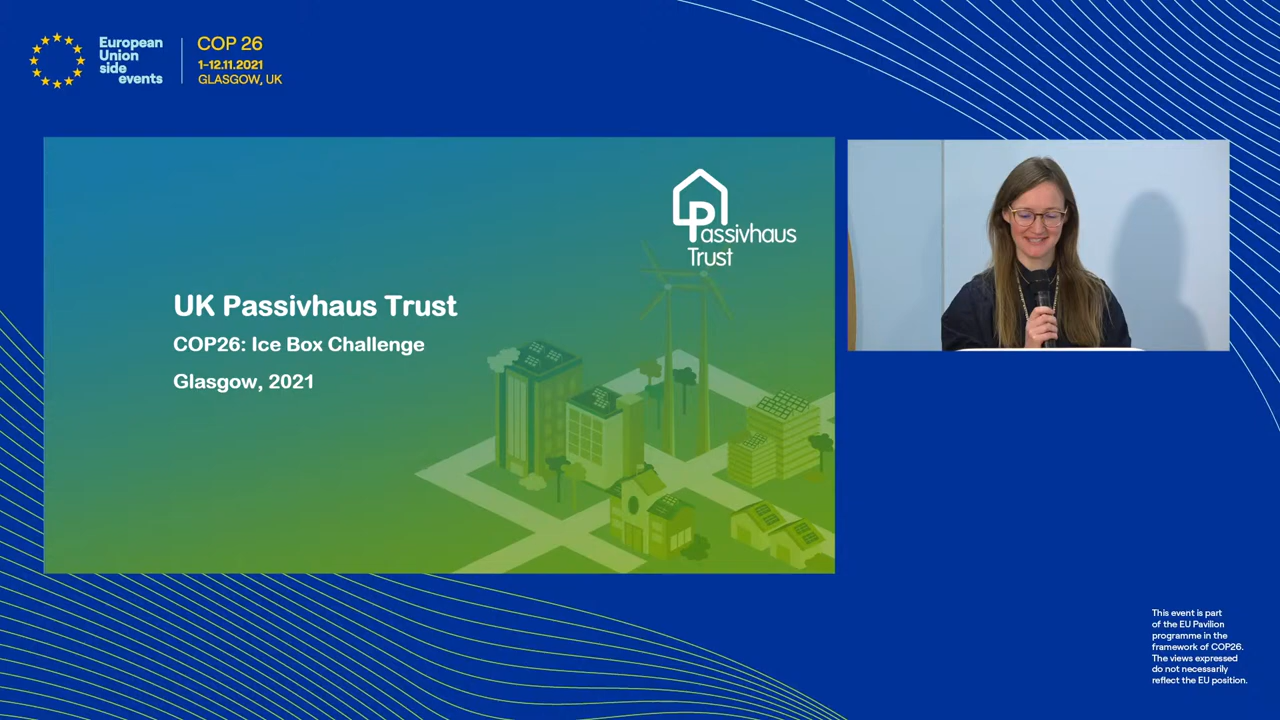 European
Union
side
events
COP 26
1-12.11.2021
GLASGOW, UK
Passivhaus
Trust
UK Passivhaus Trust
COP26: Ice Box Challenge
Glasgow, 2021
This event is part
of the EU Pavilion
programme in the
framework of COP26.
The views expressed
do not necessarily
reflect the EU position.